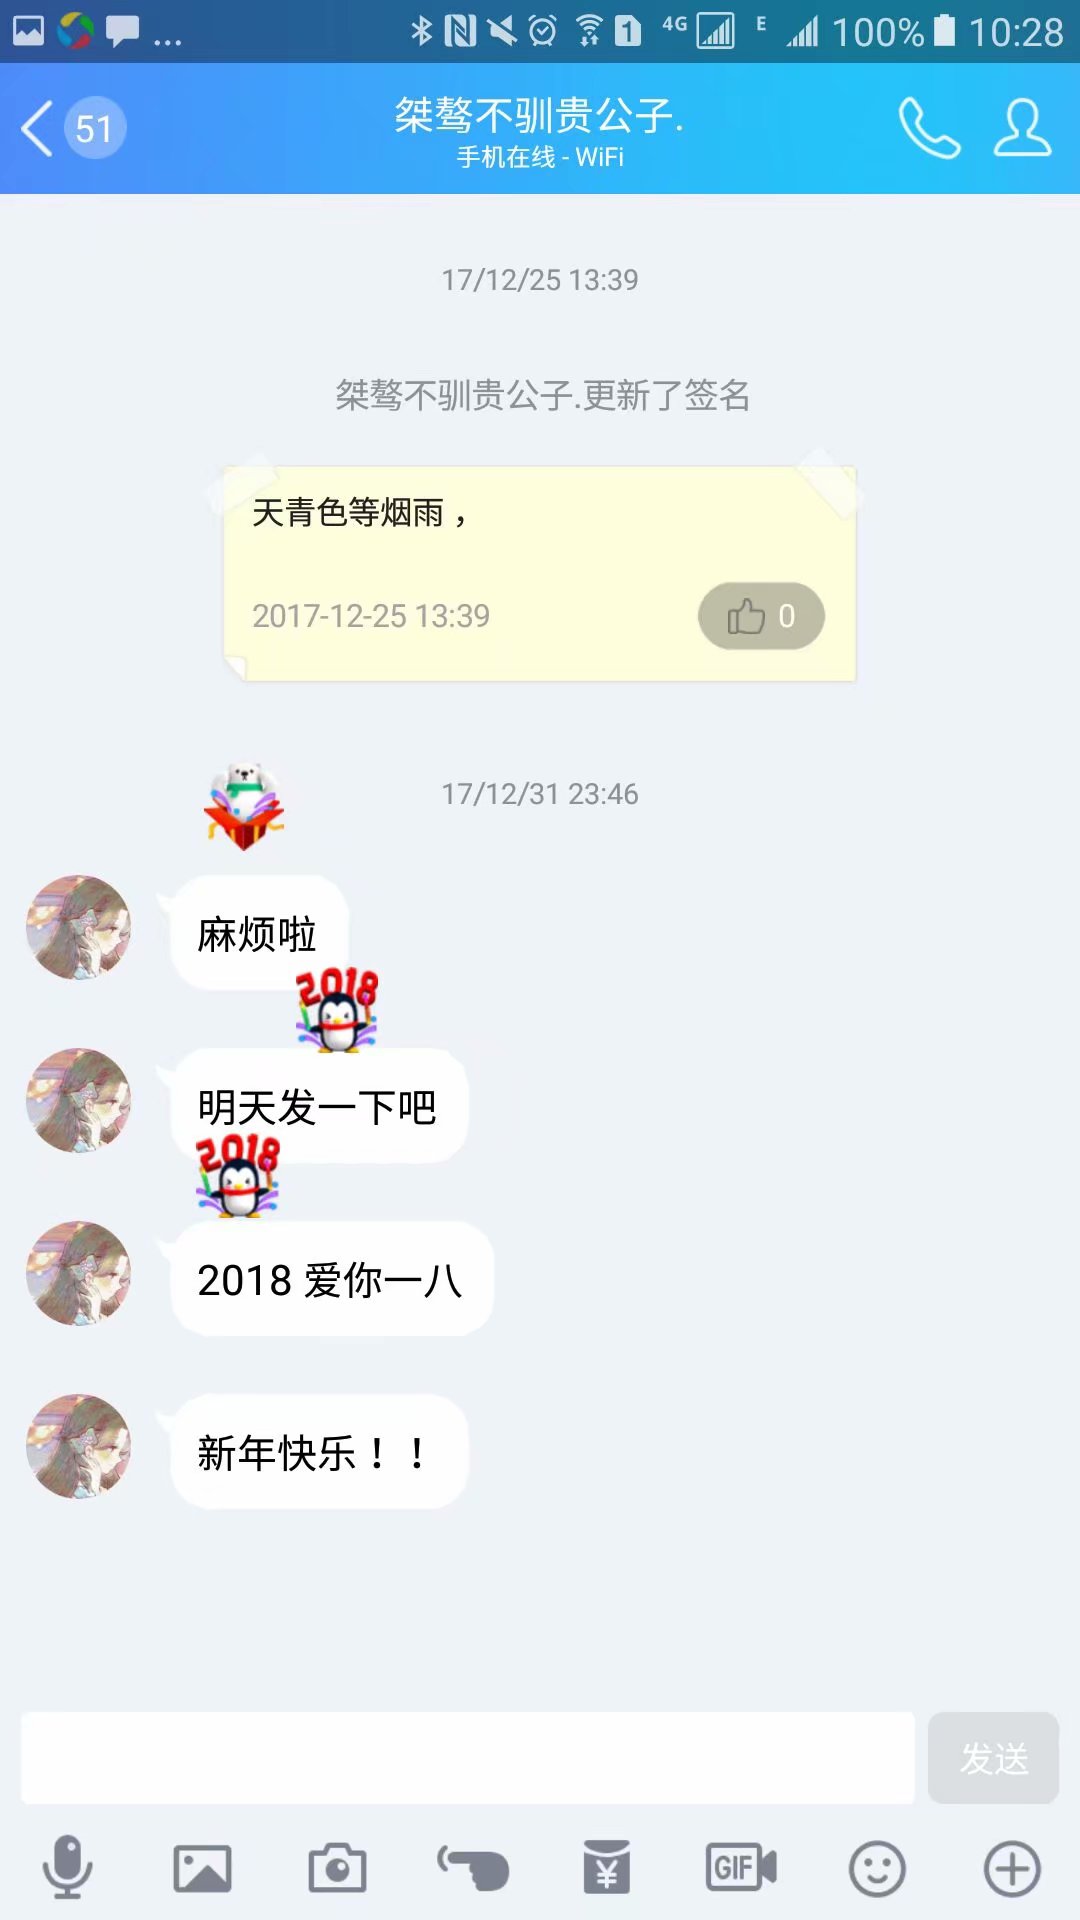 ... 1 4G E 100% 10:28
51
桀骜不驯贵公子.
手机在线 - WiFi
17/12/25 13:39
桀骜不驯贵公子.更新了签名
天青色等烟雨，
2017-12-25 13:39
0
17/12/31 23:46
麻烦啦
2018
明天发一下吧
2018
2018 爱你一八
新年快乐！！
发送
¥ GIF